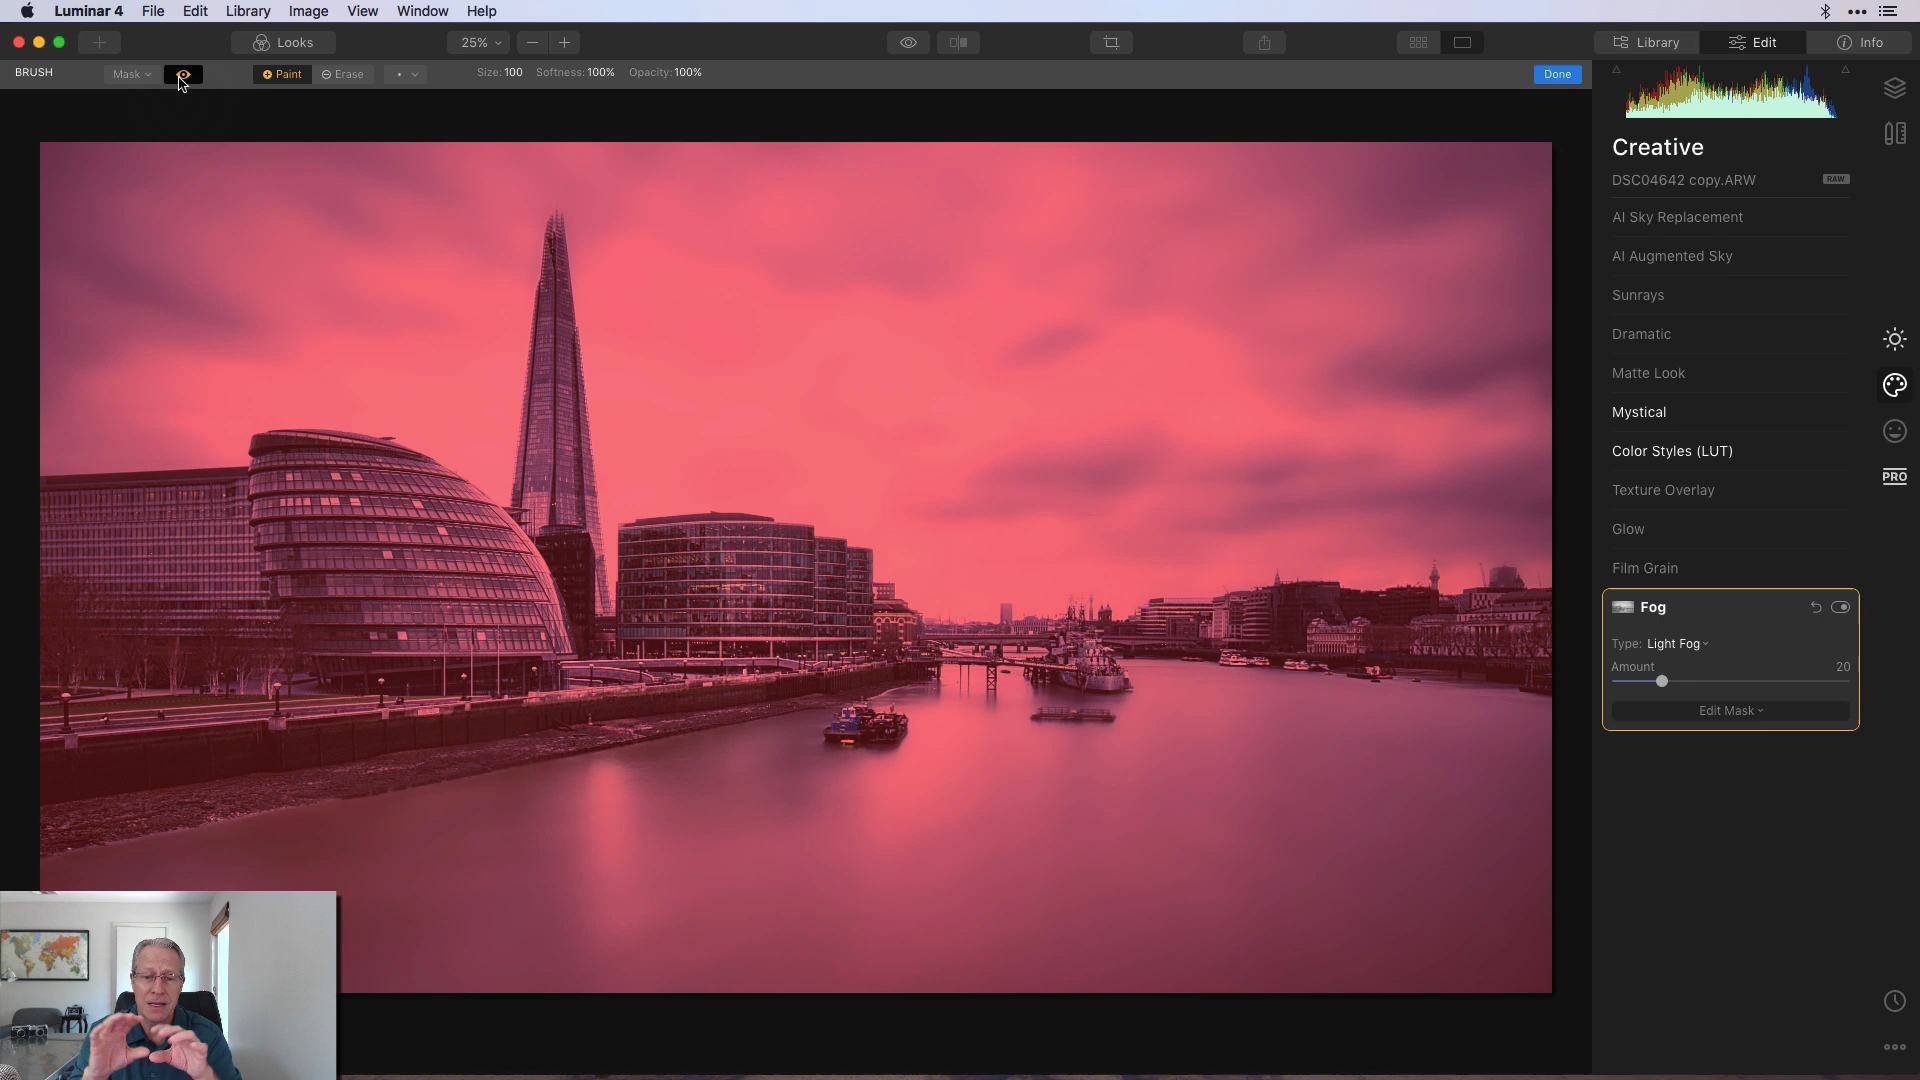 Luminar 4 File Edit Library Image View Window Help
Looks 25% Library Edit Info
BRUSH Mask Paint Erase Size:100 Softness:100% Opacity:100% Done
Creative
DSC04642 copy.ARW RAW
AI Sky Replacement
AI Augmented Sky
Sunrays
Dramatic
Matte Look
Mystical
Color Styles (LUT)
PRO
Texture Overlay
Glow
Film Grain
Fog
Type: Light Fog
Amount 20
Edit Mask